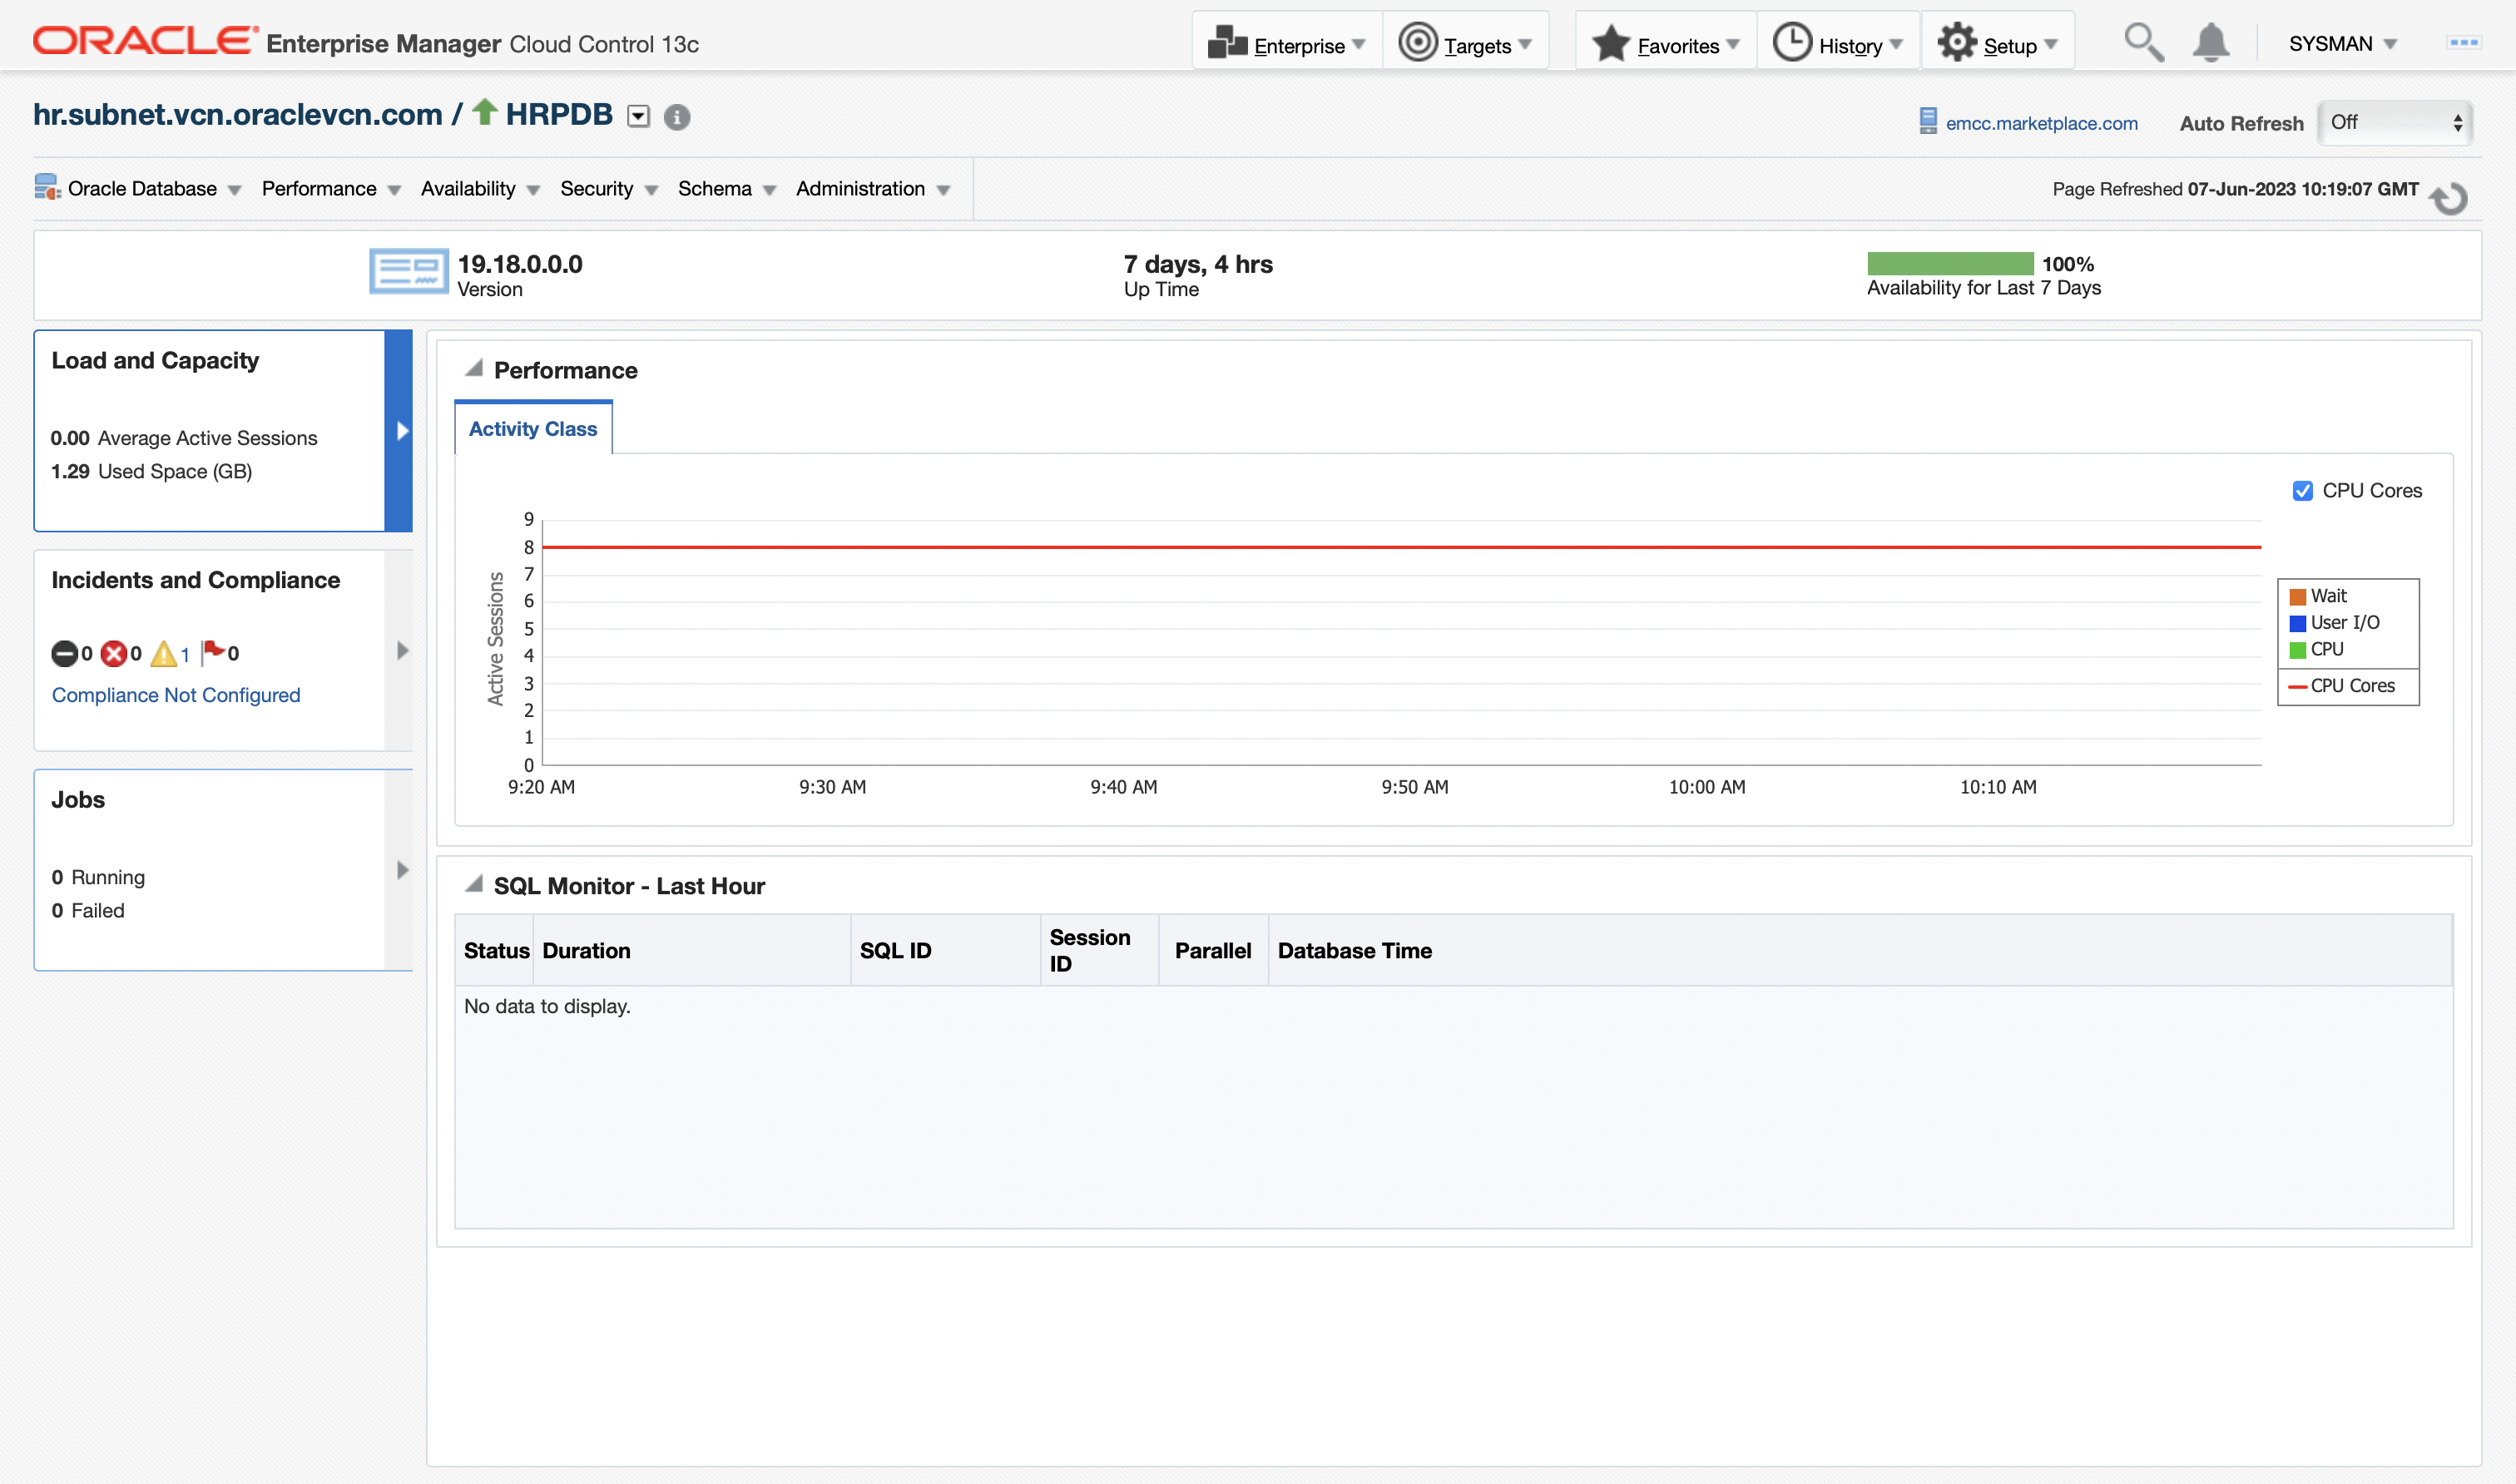 ORACLE Enterprise Manager Cloud Control 13c
Enterprise Targets Favorites History Setup SYSMAN
hr.subnet.vcn.oraclevcn.com / HRPDB
emcc.marketplace.com Auto Refresh Off
Oracle Database Performance Availability Security Schema Administration
Page Refreshed 07-Jun-2023 10:19:07 GMT
19.18.0.0.0
Version
7 days, 4 hrs
Up Time
100%
Availability for Last 7 Days
Load and Capacity
0.00 Average Active Sessions
1.29 Used Space (GB)
Incidents and Compliance
0 0 1 0
Compliance Not Configured
Jobs
0 Running
0 Failed
Performance
Activity Class
CPU Cores
Active Sessions
9
8
7
6
5
4
3
2
1
0
9:20 AM 9:30 AM 9:40 AM 9:50 AM 10:00 AM 10:10 AM
Wait
User I/O
CPU
CPU Cores
SQL Monitor - Last Hour
Status Duration SQL ID Session ID Parallel Database Time
No data to display.